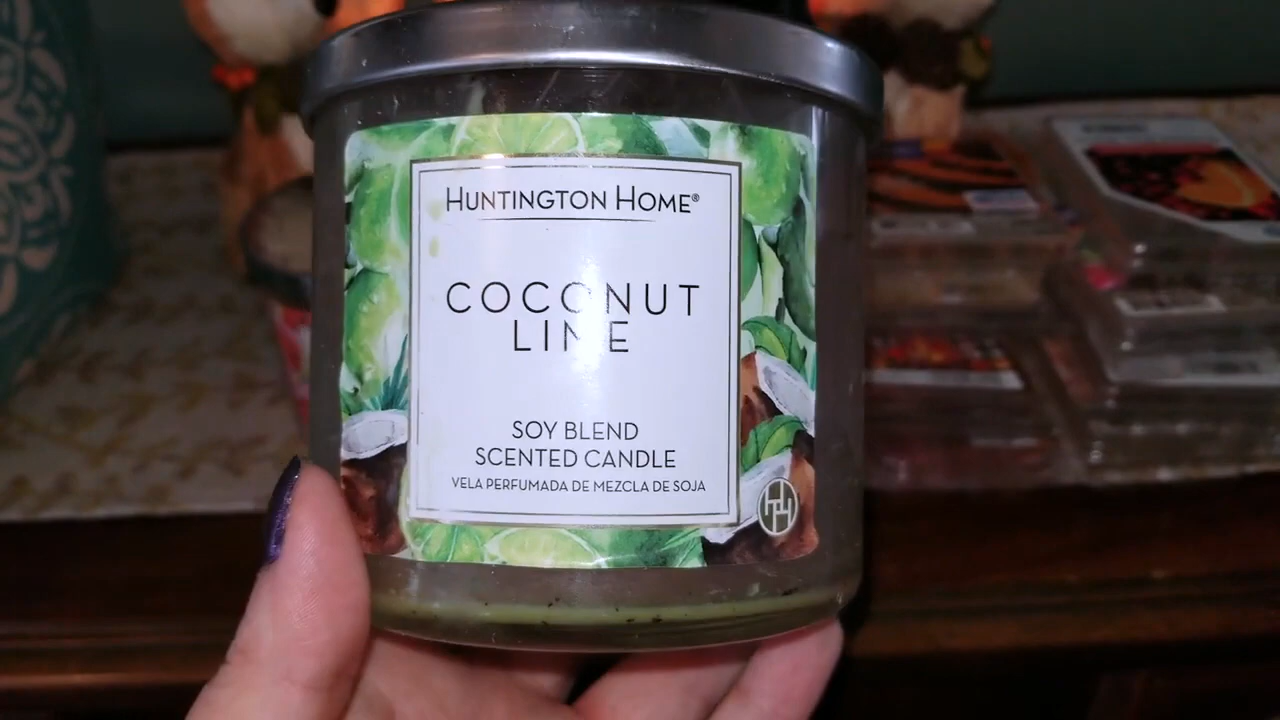 HUNTINGTON HOME®
COCONUT
LIME
SOY BLEND
SCENTED CANDLE
VELA PERFUMADA DE MEZCLA DE SOJA